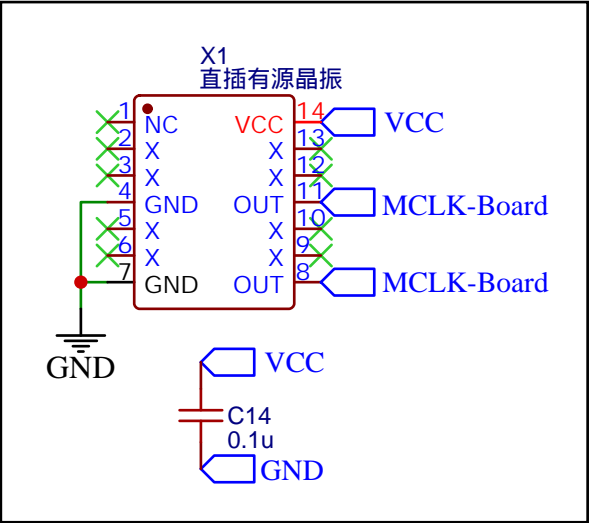 X1
直插有源晶振
1 NC VCC 14 VCC
2 X X 13
3 X X 12
4 GND OUT 11 MCLK-Board
5 X X 10
6 X X 9
7 GND OUT 8 MCLK-Board
GND
VCC
C14
0.1u
GND